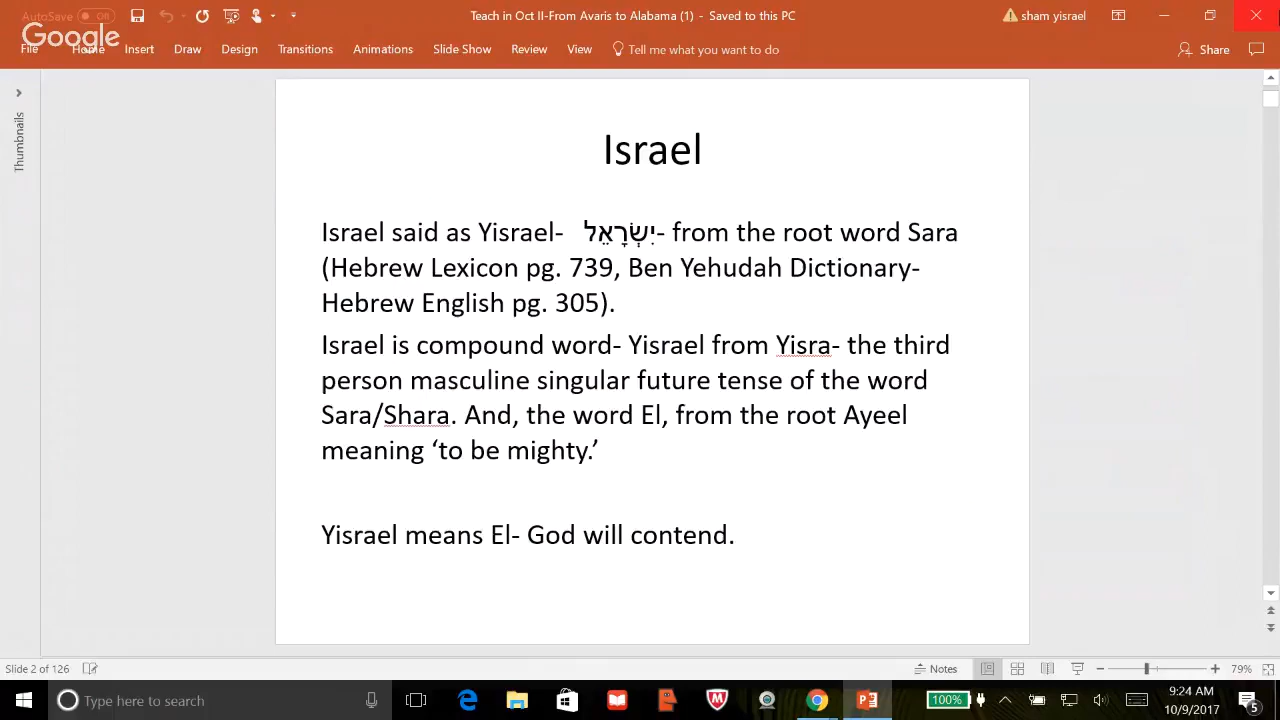 AutoSave Off Teach in Oct II-From Avaris to Alabama (1) - Saved to this PC sham yisrael
Google
File Home Insert Draw Design Transitions Animations Slide Show Review View Tell me what you want to do Share
Thumbnails
Israel
Israel said as Yisrael- יִשְׂרָאֵל- from the root word Sara
(Hebrew Lexicon pg. 739, Ben Yehudah Dictionary-
Hebrew English pg. 305).
Israel is compound word- Yisrael from Yisra- the third
person masculine singular future tense of the word
Sara/Shara. And, the word El, from the root Ayeel
meaning ‘to be mighty.’
Yisrael means El- God will contend.
Slide 2 of 126 Notes 79%
Type here to search 100% 9:24 AM
10/9/2017 5